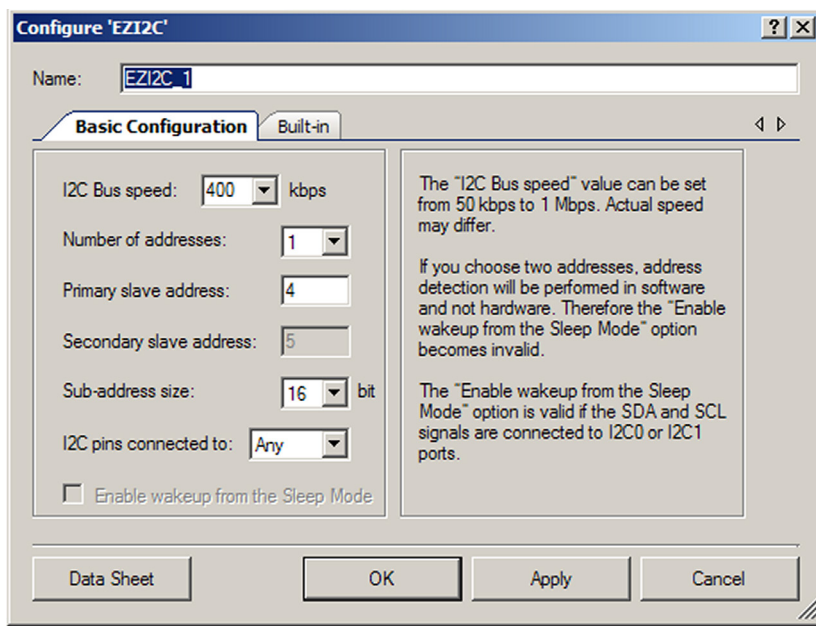 Configure 'EZI2C'
Name: EZI2C_1
Basic Configuration Built-in
I2C Bus speed: 400 kbps
Number of addresses: 1
Primary slave address: 4
Secondary slave address: 5
Sub-address size: 16 bit
I2C pins connected to: Any
Enable wakeup from the Sleep Mode
The "I2C Bus speed" value can be set
from 50 kbps to 1 Mbps. Actual speed
may differ.
If you choose two addresses, address
detection will be performed in software
and not hardware. Therefore the "Enable
wakeup from the Sleep Mode" option
becomes invalid.
The "Enable wakeup from the Sleep
Mode" option is valid if the SDA and SCL
signals are connected to I2C0 or I2C1
ports.
Data Sheet OK Apply Cancel